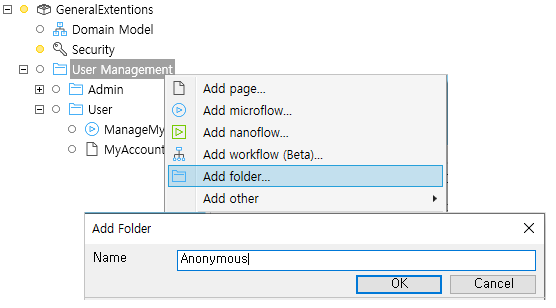 GeneralExtentions
Domain Model
Security
User Management
Admin
User
ManageMy
MyAccount
Add page...
Add microflow...
Add nanoflow...
Add workflow (Beta)...
Add folder...
Add other
Add Folder
Name
Anonymous
OK
Cancel